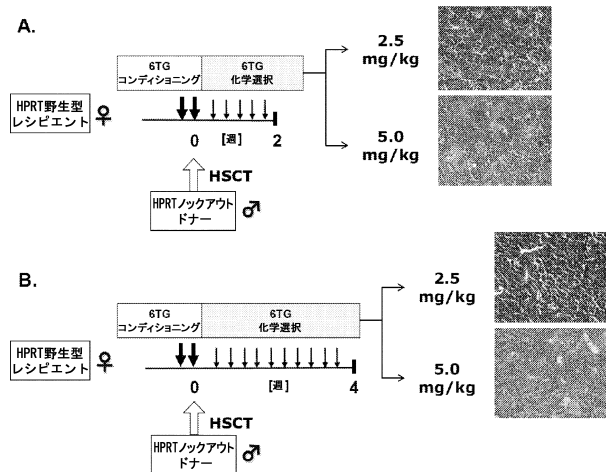 A.
6TG
コンディショニング
6TG
化学選択
2.5
mg/kg
HPRT野生型
レシピエント
♀
0
[週]
2
5.0
mg/kg
HSCT
HPRTノックアウト
ドナー
♂
B.
6TG
コンディショニング
6TG
化学選択
2.5
mg/kg
HPRT野生型
レシピエント
♀
0
[週]
4
5.0
mg/kg
HSCT
HPRTノックアウト
ドナー
♂